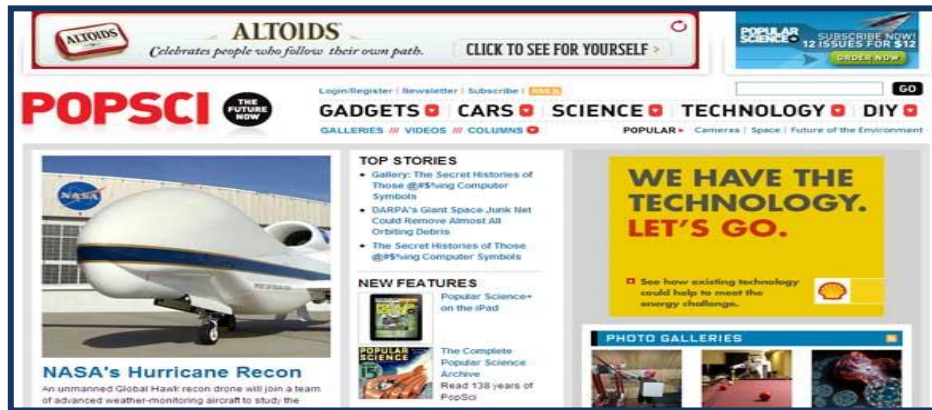 ALTOIDS
ALTOIDS
Celebrates people who follow their own path.
CLICK TO SEE FOR YOURSELF >
POPULAR SCIENCE
SUBSCRIBE NOW!
12 ISSUES FOR $12
ORDER NOW
Login/Register | Newsletter | Subscribe | RSS
GO
POPSCI
THE FUTURE NOW
GADGETS CARS SCIENCE TECHNOLOGY DIY
GALLERIES /// VIDEOS /// COLUMNS
POPULAR Cameras | Space | Future of the Environment
NASA
NASA's Hurricane Recon
An unmanned Global Hawk recon drone will join a team
of advanced weather-monitoring aircraft to study the
TOP STORIES
Gallery: The Secret Histories of
Those @#$%ing Computer
Symbols
DARPA's Giant Space Junk Net
Could Remove Almost All
Orbiting Debris
The Secret Histories of Those
@#$%ing Computer Symbols
NEW FEATURES
Popular Science+
on the iPad
POPULAR
SCIENCE
15¢
The Complete
Popular Science
Archive
Read 138 years of
PopSci
WE HAVE THE
TECHNOLOGY.
LET'S GO.
See how existing technology
could help to meet the
energy challenge.
PHOTO GALLERIES